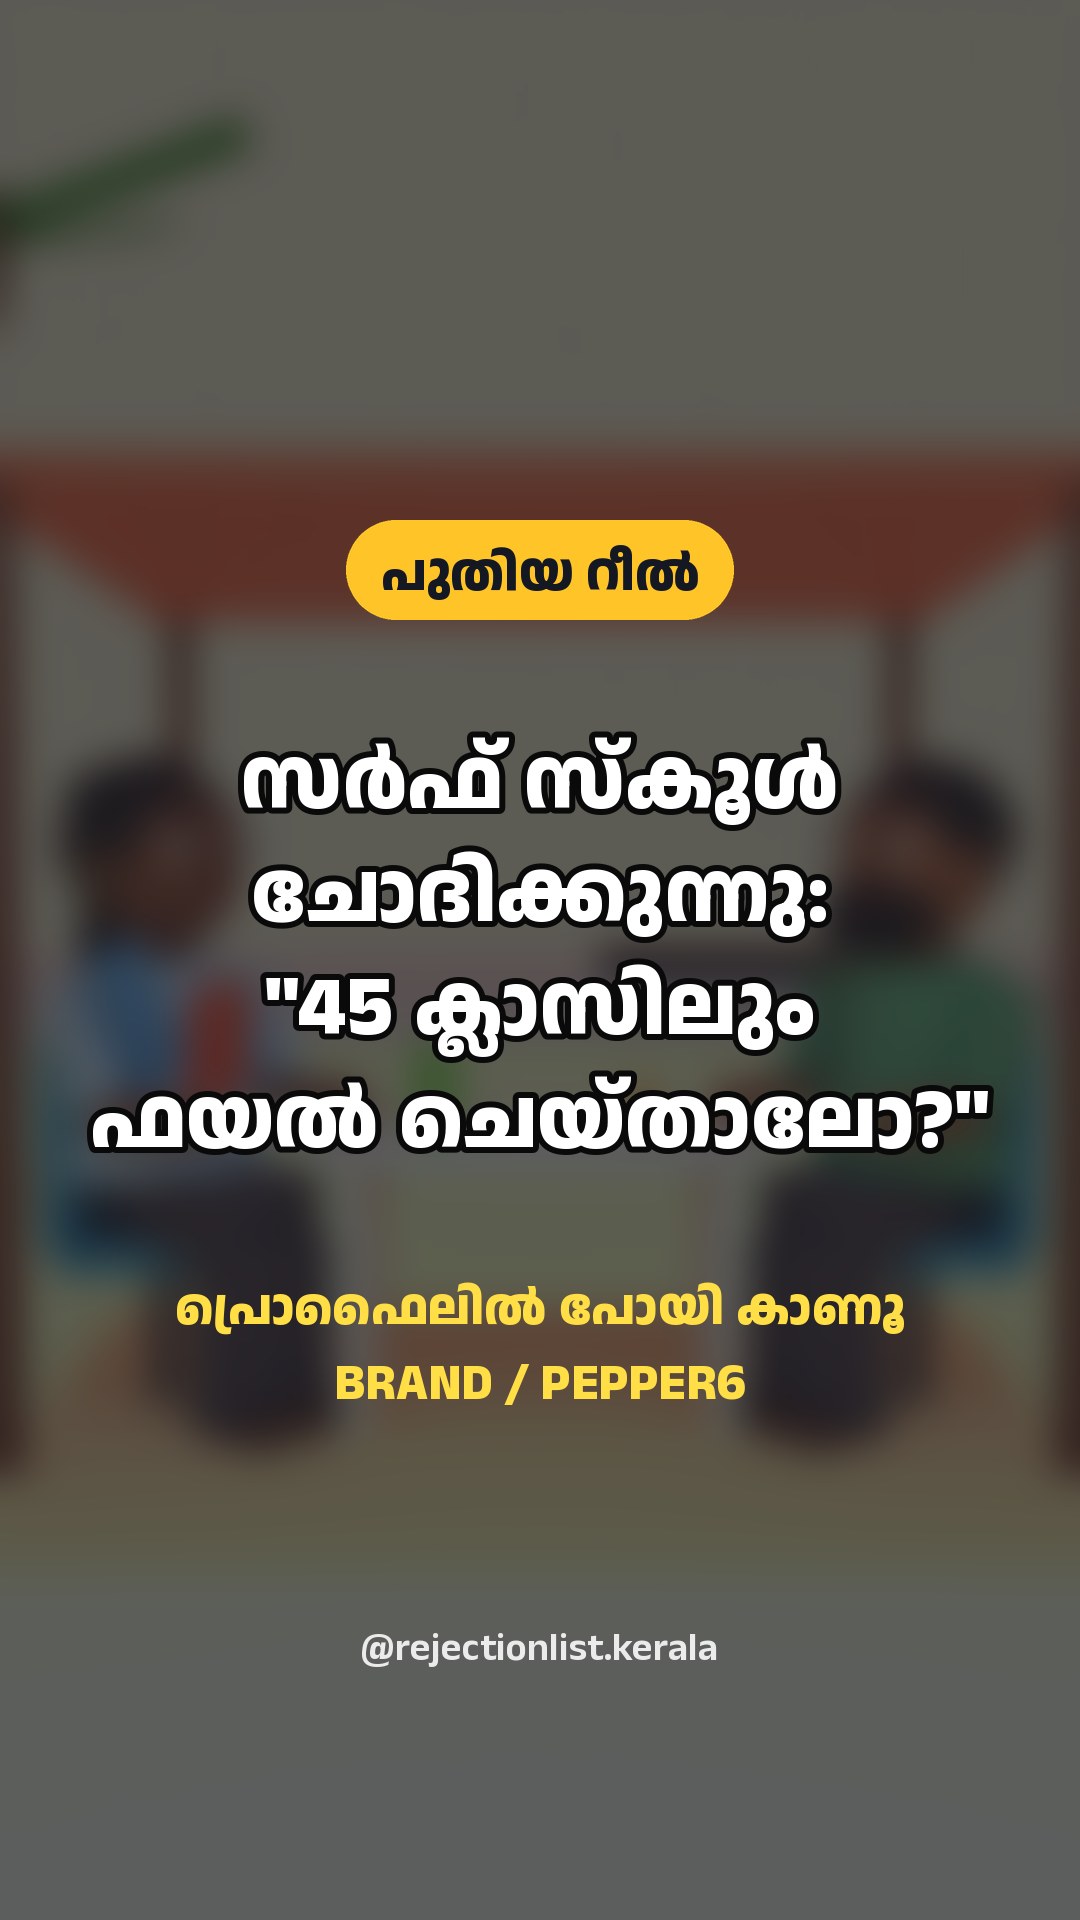 പുതിയ റീൽ
സർഫ് സ്കൂൾ
ചോദിക്കുന്നു:
"45 ക്ലാസിലും
ഫയൽ ചെയ്താലോ?"
പ്രൊഫൈലിൽ പോയി കാണൂ
BRAND / PEPPER6
@rejectionlist.kerala